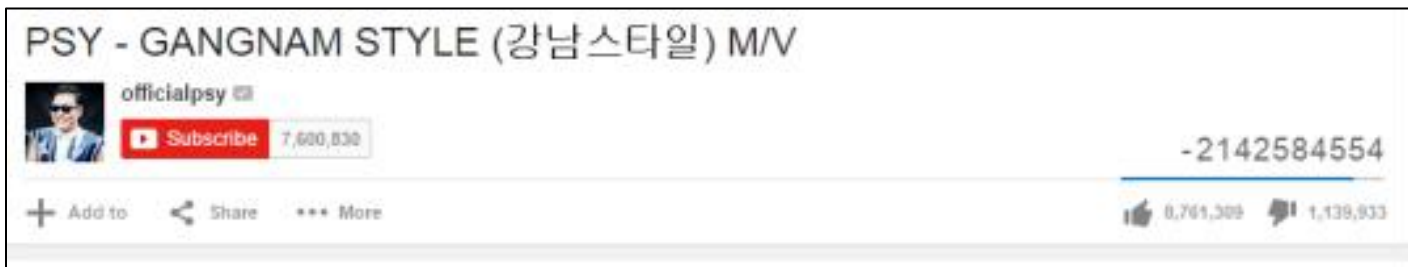 PSY - GANGNAM STYLE (강남스타일) M/V
officialpsy
Subscribe 7,600,830
-2142584554
Add to Share More 8,761,309 1,139,933